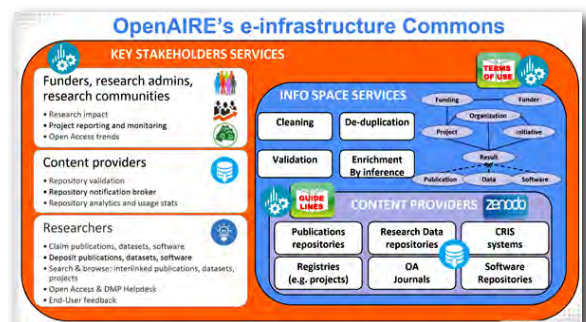 OpenAIRE's e-infrastructure Commons
KEY STAKEHOLDERS SERVICES
Funders, research admins,
research communities
• Research impact
• Project reporting and monitoring
• Open Access trends
Content providers
• Repository validation
• Repository notification broker
• Repository analytics and usage stats
Researchers
• Claim publications, datasets, software
• Deposit publications, datasets, software
• Search & browse: interlinked publications, datasets,
projects
• Open Access & DMP Helpdesk
• End-User feedback
TERMS
OF USE
INFO SPACE SERVICES
Cleaning
De-duplication
Validation
Enrichment
By inference
Funding
Funder
Organization
Project
Initiative
Result
Publication
Data
Software
GUIDE
LINES
CONTENT PROVIDERS
zenodo
Publications
repositories
Research Data
repositories
CRIS
systems
Registries
(e.g. projects)
OA
Journals
Software
Repositories